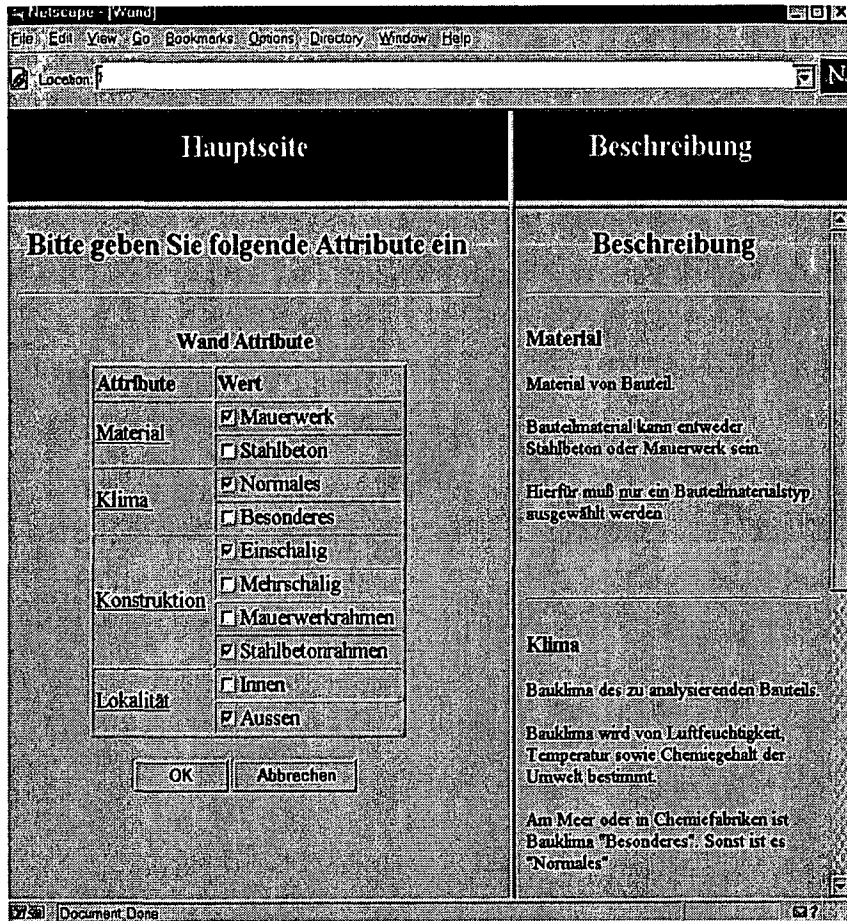 Netscape - [Wand]
File Edit View Go Bookmarks Options Directory Window Help
Location:
N
Hauptseite
Bitte geben Sie folgende Attribute ein
Wand Attribute
Attribute Wert
Material
Mauerwerk
Stahlbeton
Klima
Normales
Besonderes
Konstruktion
Einschalig
Mehrschalig
Mauerwerkrahmen
Stahlbetonrahmen
Lokalität
Innen
Aussen
OK Abbrechen
Beschreibung
Beschreibung
Material
Material von Bauteil.
Bauteilmaterial kann entweder
Stahlbeton oder Mauerwerk sein.
Hierfür muß nur ein Bauteilmaterialstyp
ausgewählt werden
Klima
Bauklima des zu analysierenden Bauteils.
Bauklima wird von Luftfeuchtigkeit,
Temperatur sowie Chemiegehalt der
Umwelt bestimmt.
Am Meer oder in Chemiefabriken ist
Bauklima "Besonderes". Sonst ist es
"Normales"
Document Done